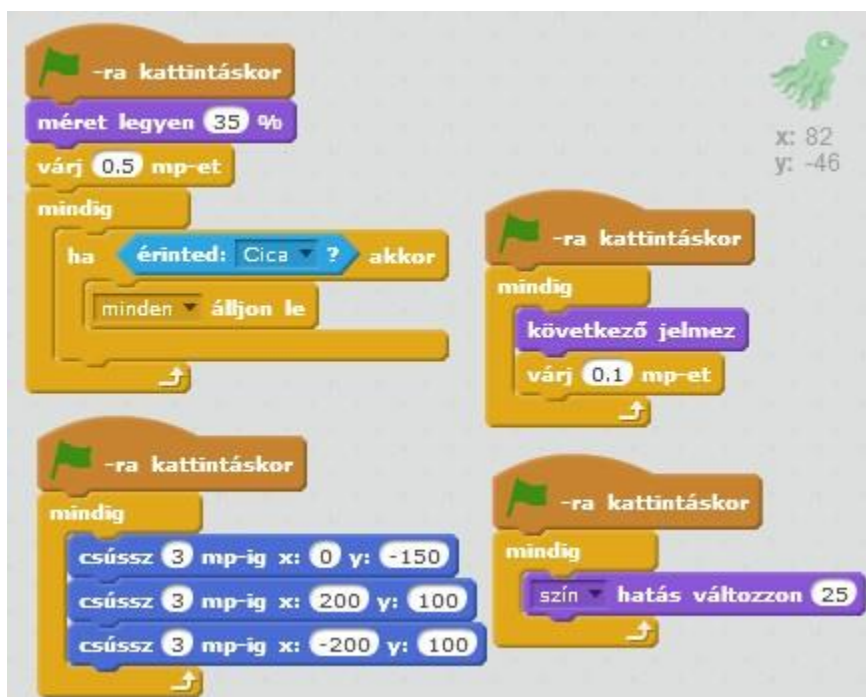 -ra kattintáskor
méret legyen 35 %
várj 0.5 mp-et
mindig
ha érinted: Cica ? akkor
minden álljon le
x: 82
y: -46
-ra kattintáskor
mindig
következő jelmez
várj 0.1 mp-et
-ra kattintáskor
mindig
csússz 3 mp-ig x: 0 y: -150
csússz 3 mp-ig x: 200 y: 100
csússz 3 mp-ig x: -200 y: 100
-ra kattintáskor
mindig
szín hatás változzon 25